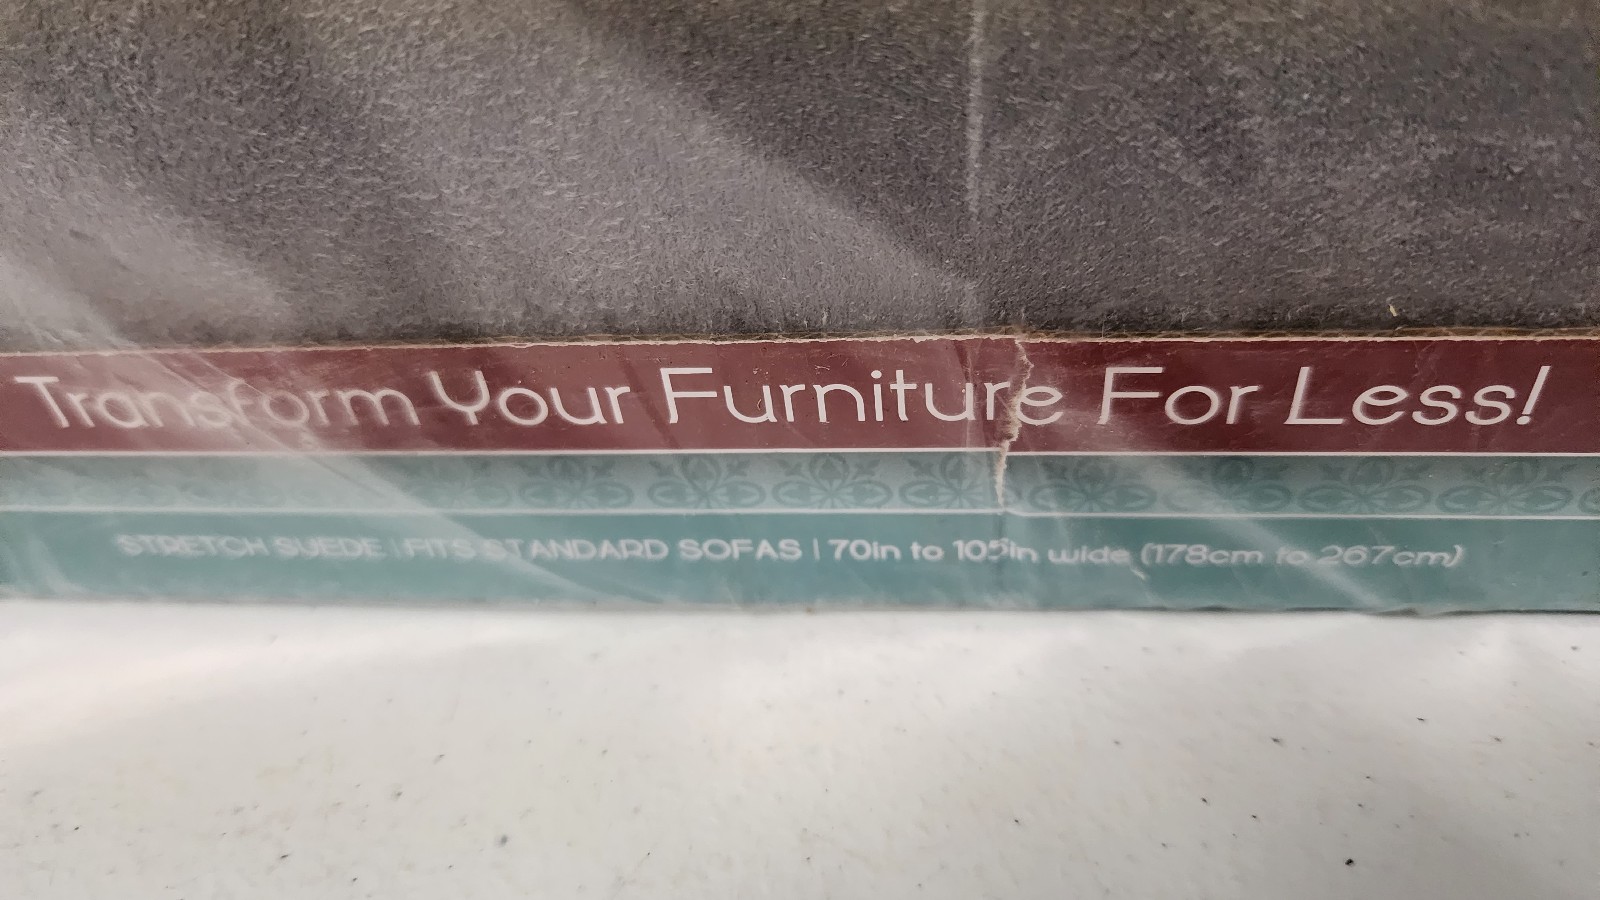 Transform Your Furniture For Less!
STRETCH SUEDE | FITS STANDARD SOFAS | 70in to 105in wide (178cm to 267cm)